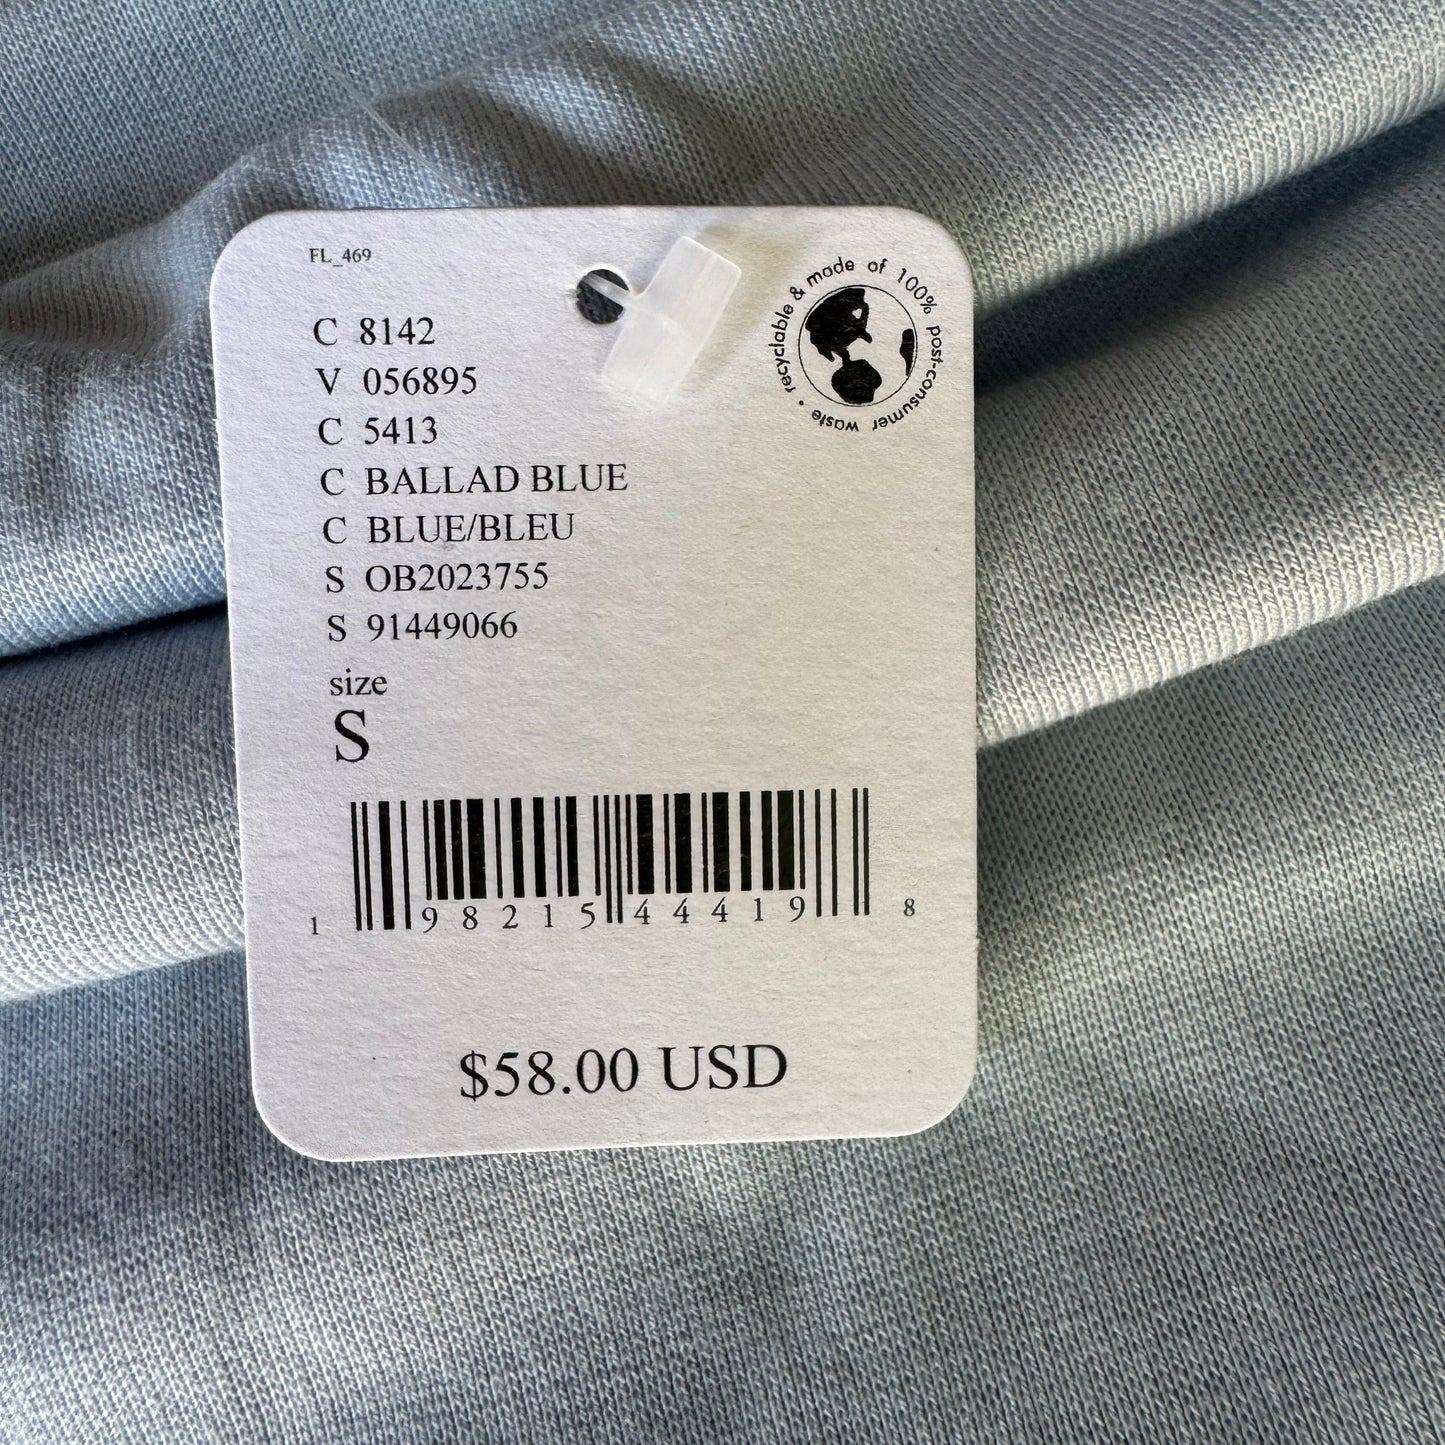 FL_469
recyclable & made of 100% post-consumer waste •
C 8142
V 056895
C 5413
C BALLAD BLUE
C BLUE/BLEU
S OB2023755
S 91449066
size
S
1 98215 44419 8
$58.00 USD